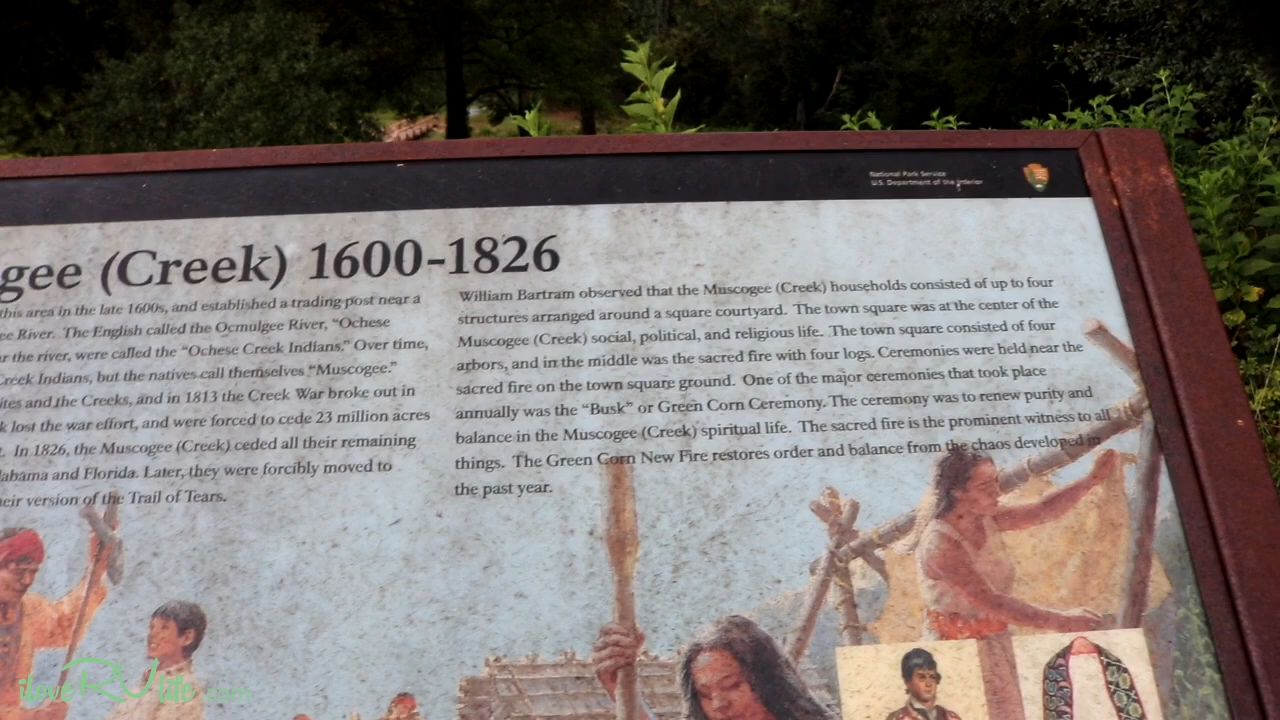 National Park Service
U.S. Department of the Interior
gee (Creek) 1600-1826
this area in the late 1600s, and established a trading post near a
ee River. The English called the Ocmulgee River, “Ochese
r the river, were called the “Ochese Creek Indians.” Over time,
Creek Indians, but the natives call themselves “Muscogee.”
ites and the Creeks, and in 1813 the Creek War broke out in
k lost the war effort, and were forced to cede 23 million acres
. In 1826, the Muscogee (Creek) ceded all their remaining
labama and Florida. Later, they were forcibly moved to
eir version of the Trail of Tears.
William Bartram observed that the Muscogee (Creek) households consisted of up to four
structures arranged around a square courtyard. The town square was at the center of the
Muscogee (Creek) social, political, and religious life. The town square consisted of four
arbors, and in the middle was the sacred fire with four logs. Ceremonies were held near the
sacred fire on the town square ground. One of the major ceremonies that took place
annually was the “Busk” or Green Corn Ceremony. The ceremony was to renew purity and
balance in the Muscogee (Creek) spiritual life. The sacred fire is the prominent witness to all
things. The Green Corn New Fire restores order and balance from the chaos developed in
the past year.
iloveRVlife.com